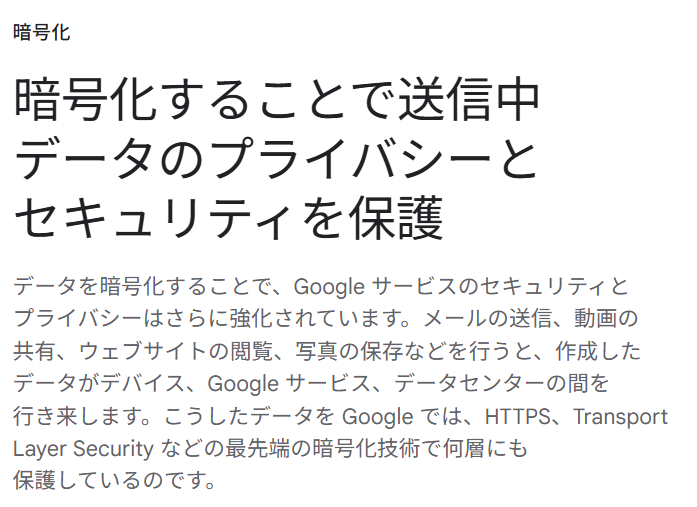 暗号化
暗号化することで送信中
データのプライバシーと
セキュリティを保護
データを暗号化することで、Google サービスのセキュリティと
プライバシーはさらに強化されています。メールの送信、動画の
共有、ウェブサイトの閲覧、写真の保存などを行うと、作成した
データがデバイス、Google サービス、データセンターの間を
行き来します。こうしたデータを Google では、HTTPS、Transport
Layer Security などの最先端の暗号化技術で何層にも
保護しているのです。